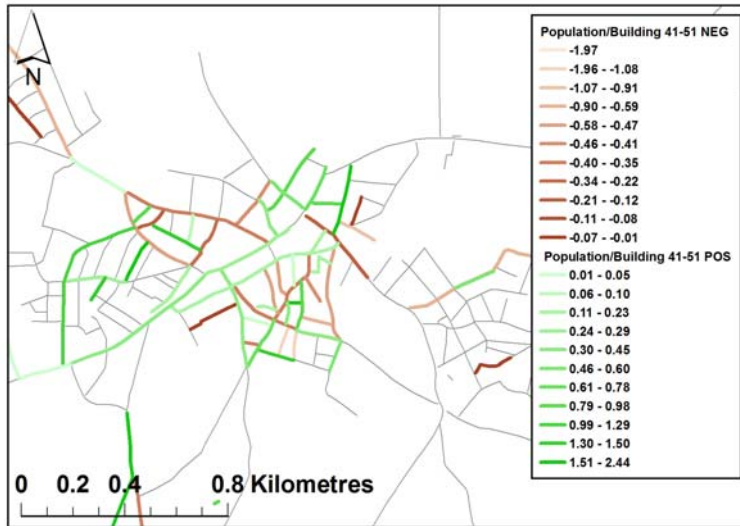 N
Population/Building 41-51 NEG
-1.97
-1.96 - -1.08
-1.07 - -0.91
-0.90 - -0.59
-0.58 - -0.47
-0.46 - -0.41
-0.40 - -0.35
-0.34 - -0.22
-0.21 - -0.12
-0.11 - -0.08
-0.07 - -0.01
Population/Building 41-51 POS
0.01 - 0.05
0.06 - 0.10
0.11 - 0.23
0.24 - 0.29
0.30 - 0.45
0.46 - 0.60
0.61 - 0.78
0.79 - 0.98
0.99 - 1.29
1.30 - 1.50
1.51 - 2.44
0 0.2 0.4 0.8 Kilometres